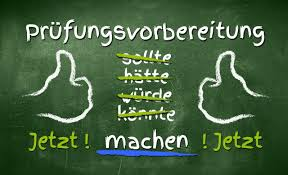 Prüfungsvorbereitung
sollte
hätte
würde
könnte
Jetzt ! machen ! Jetzt